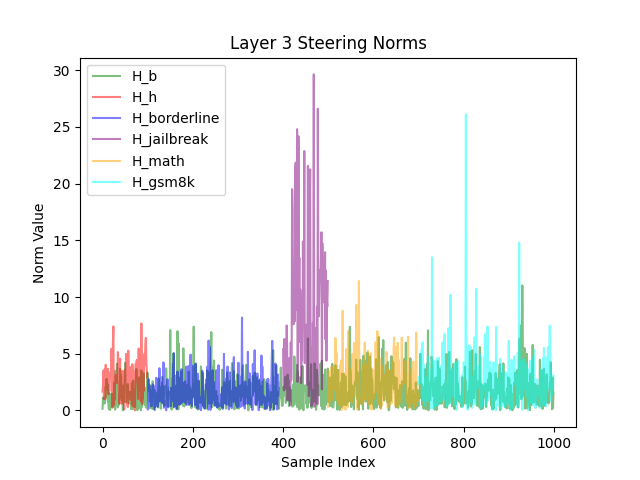 Layer 3 Steering Norms
30
25
20
15
10
5
0
Norm Value
H_b
H_h
H_borderline
H_jailbreak
H_math
H_gsm8k
0
200
400
600
800
1000
Sample Index